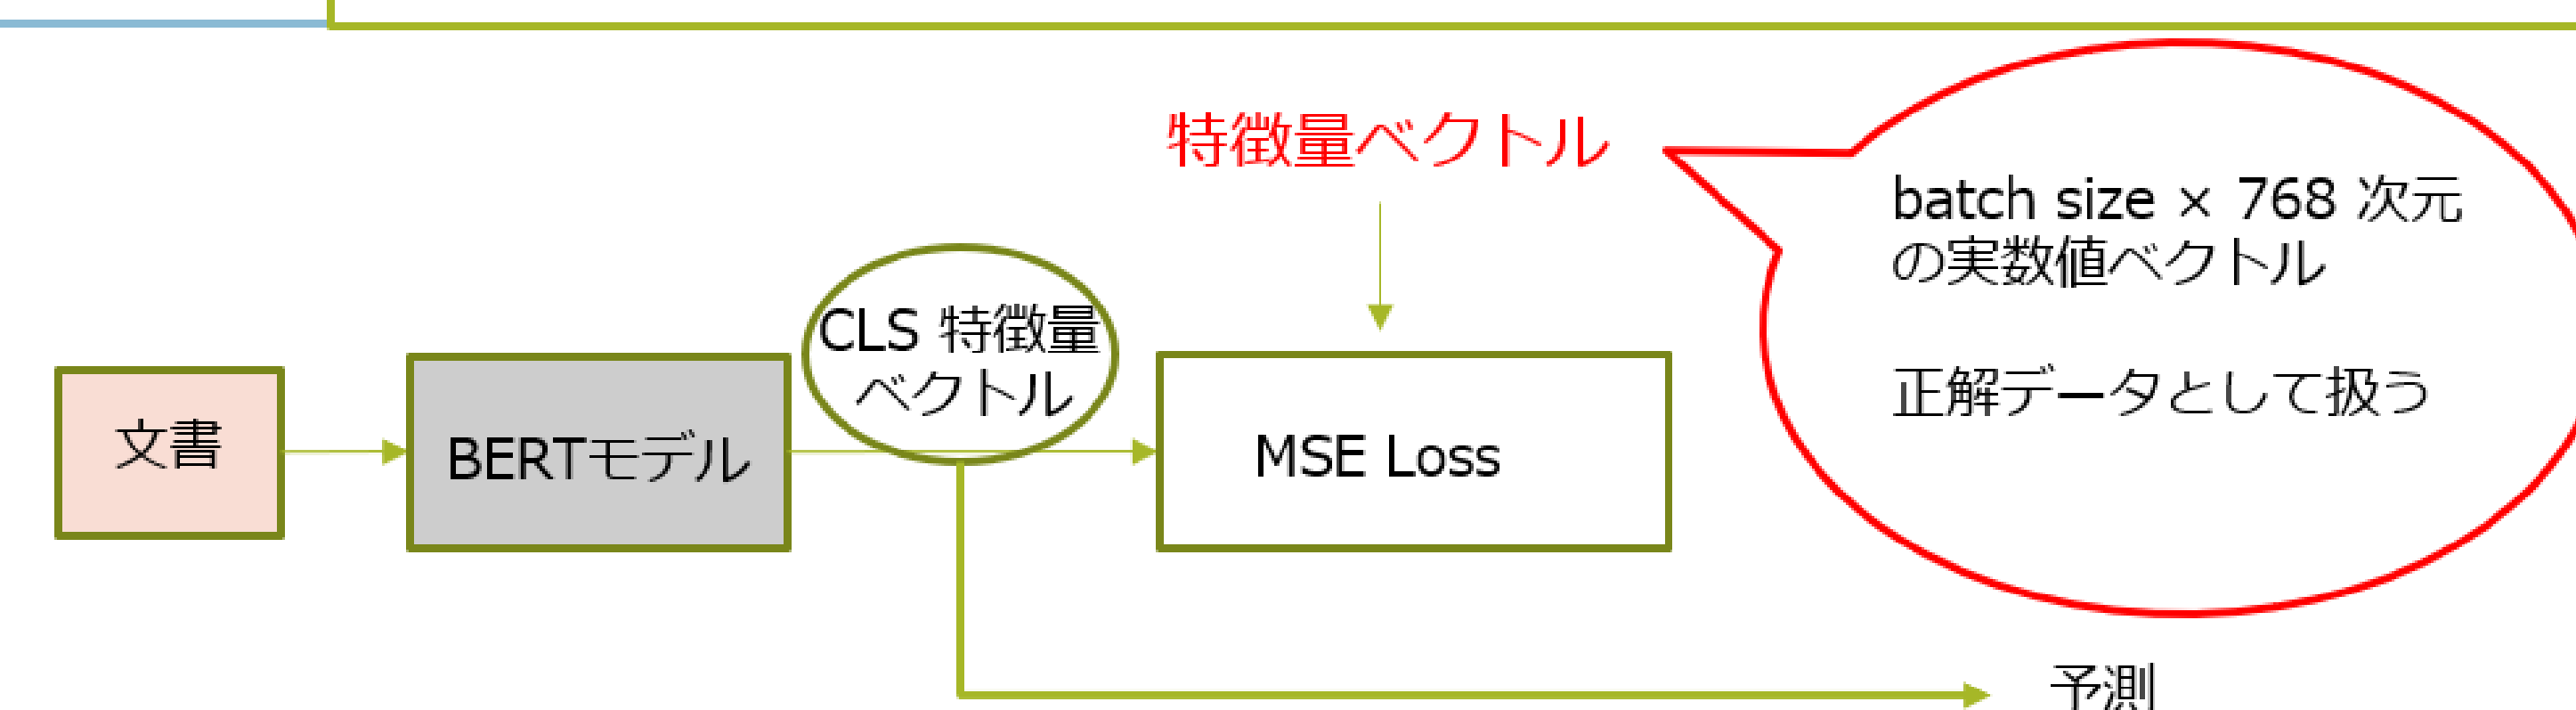 特徴量ベクトル
batch size × 768 次元
の実数値ベクトル
正解データとして扱う
CLS 特徴量
ベクトル
文書
BERTモデル
MSE Loss
予測